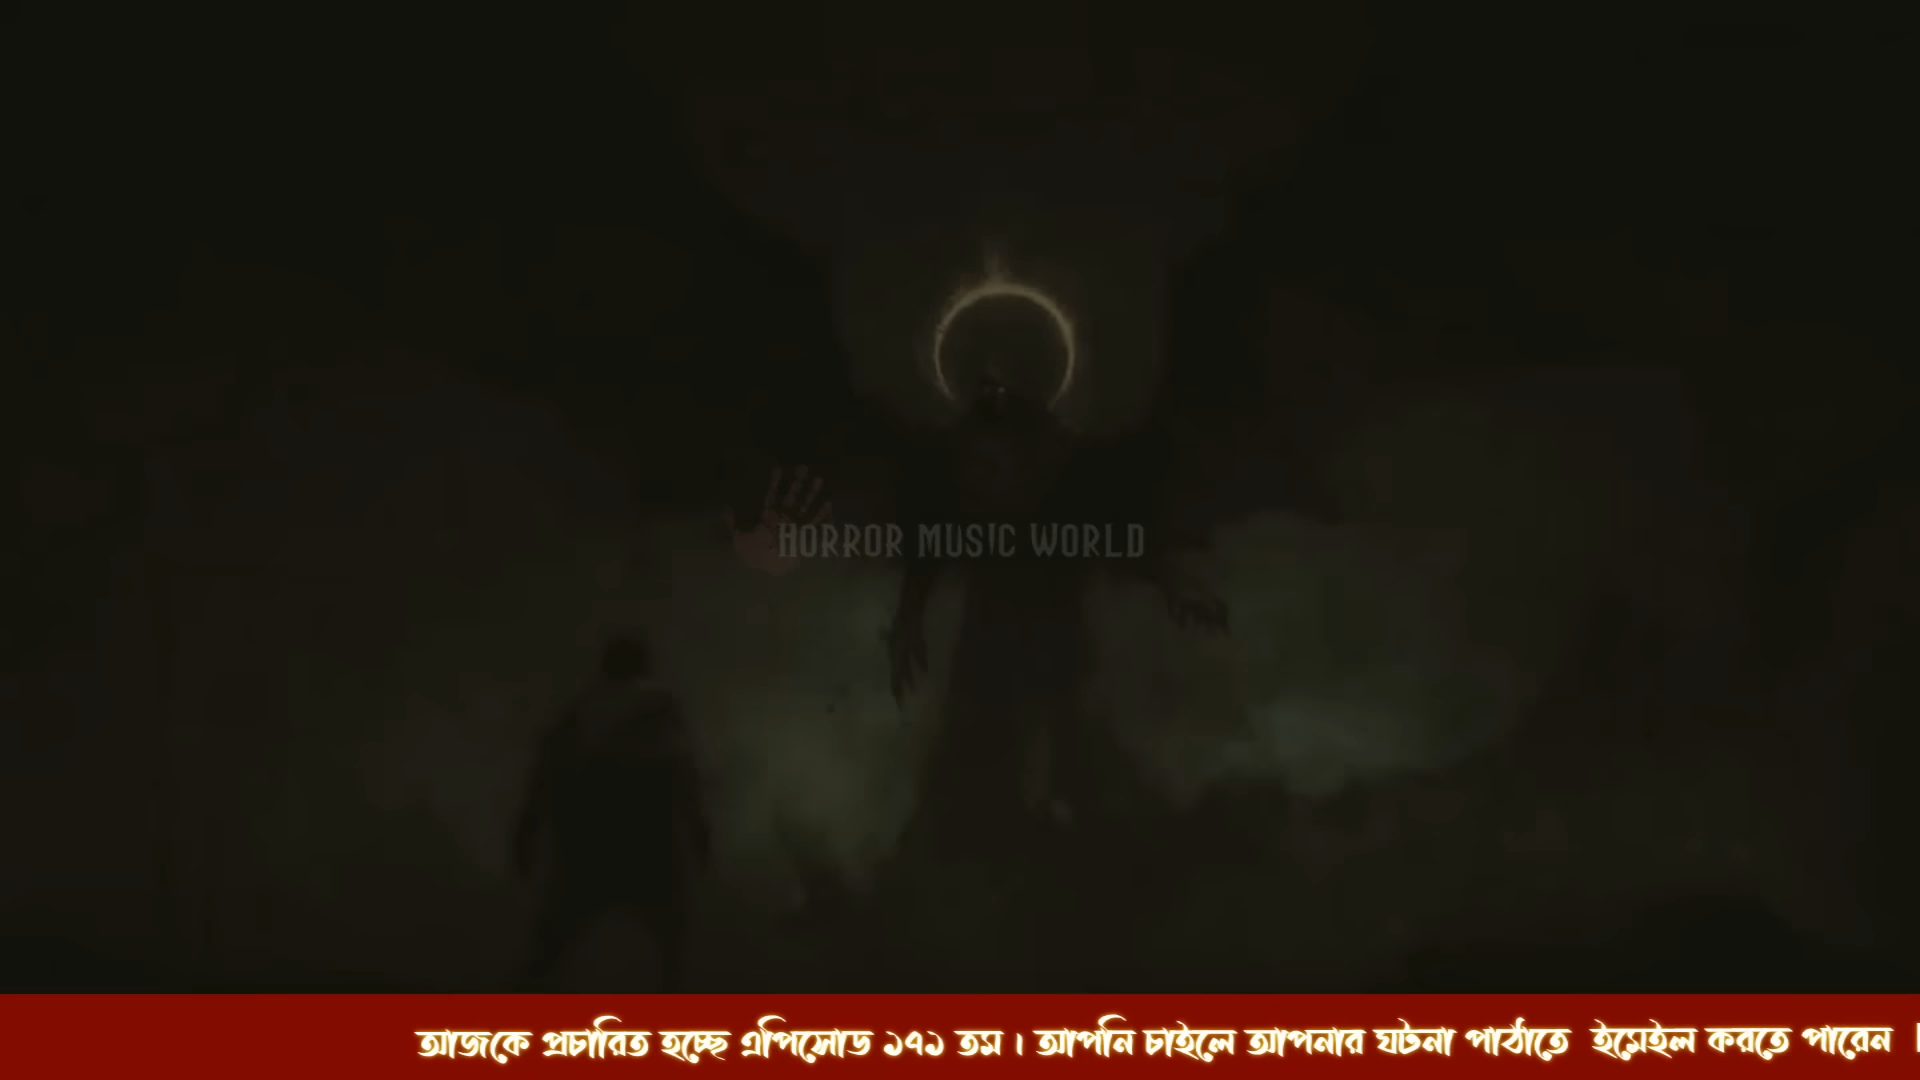 HORROR MUSIC WORLD
আজকে প্রচারিত হচ্ছে এপিসোড ১৭১ তম । আপনি চাইলে আপনার ঘটনা পাঠাতে ইমেইল করতে পারেন